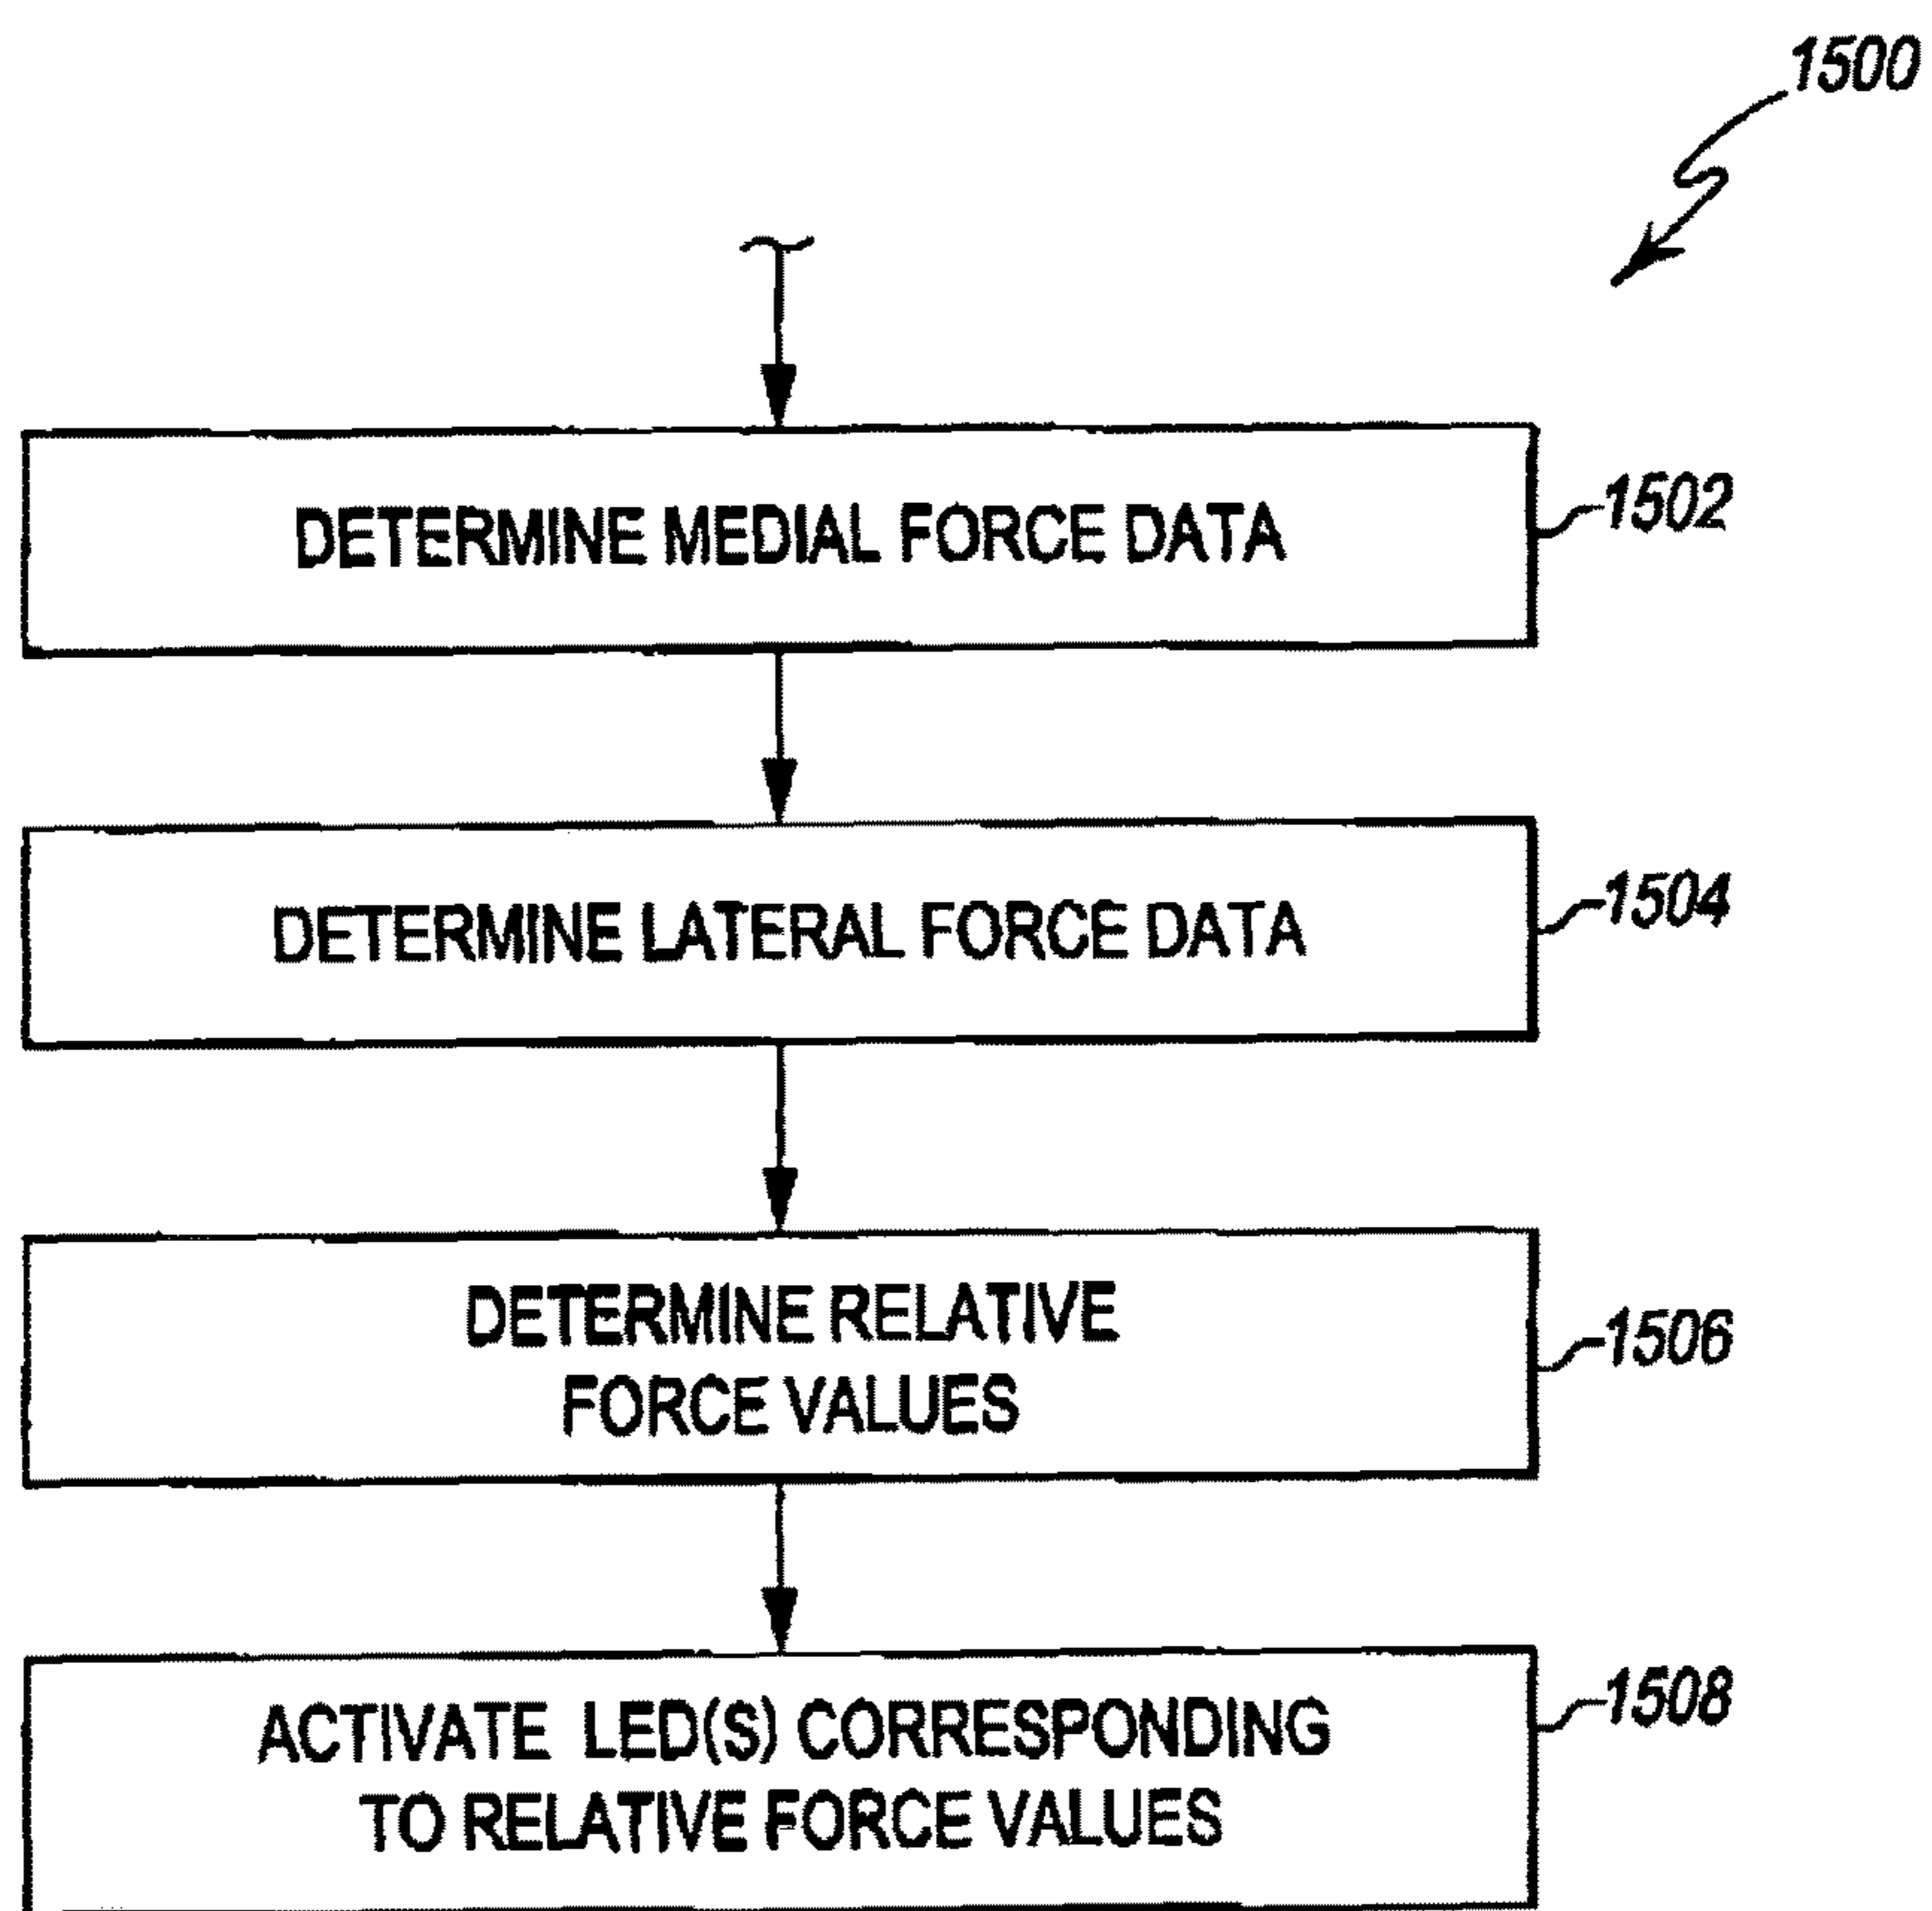 1500
DETERMINE MEDIAL FORCE DATA
1502
DETERMINE LATERAL FORCE DATA
1504
DETERMINE RELATIVE
FORCE VALUES
1506
ACTIVATE LED(S) CORRESPONDING
TO RELATIVE FORCE VALUES
1508